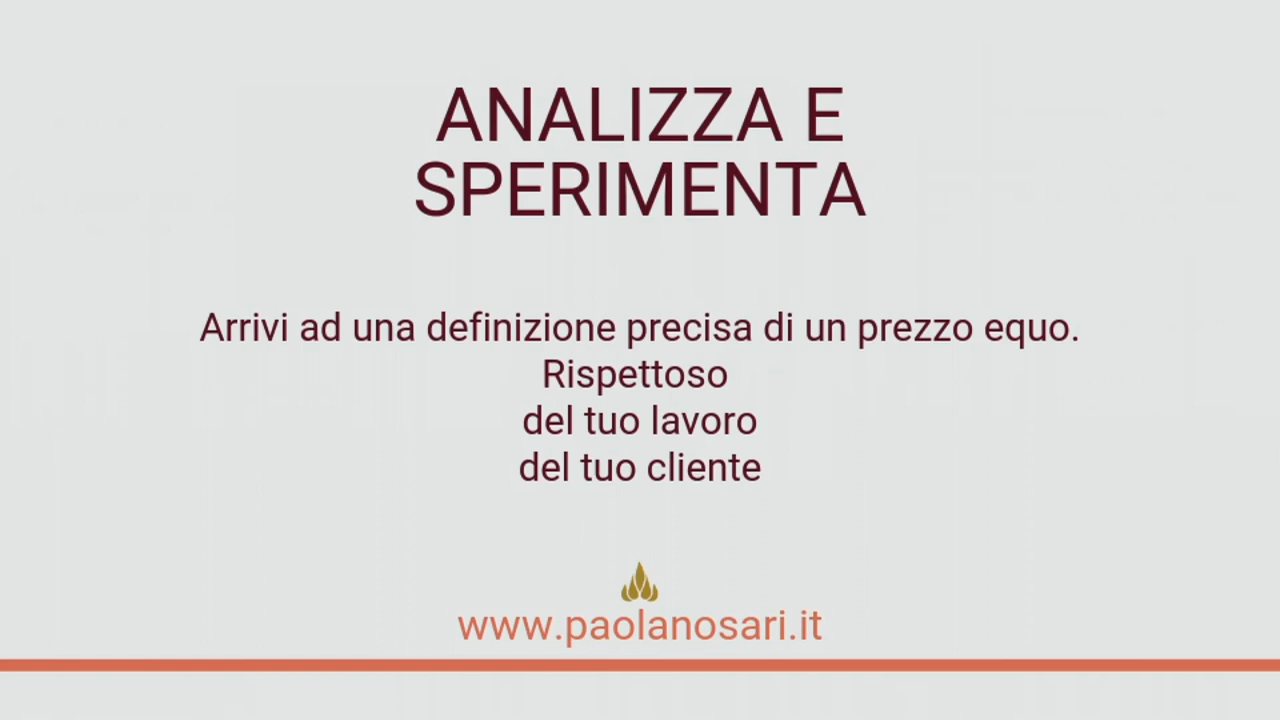 ANALIZZA E
SPERIMENTA
Arrivi ad una definizione precisa di un prezzo equo.
Rispettoso
del tuo lavoro
del tuo cliente
www.paolanosari.it